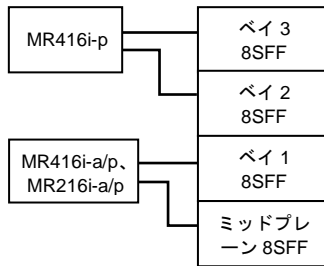 MR416i-p
ベイ 3
8SFF
ベイ 2
8SFF
MR416i-a/p、
MR216i-a/p
ベイ 1
8SFF
ミッドプレ
ーン 8SFF